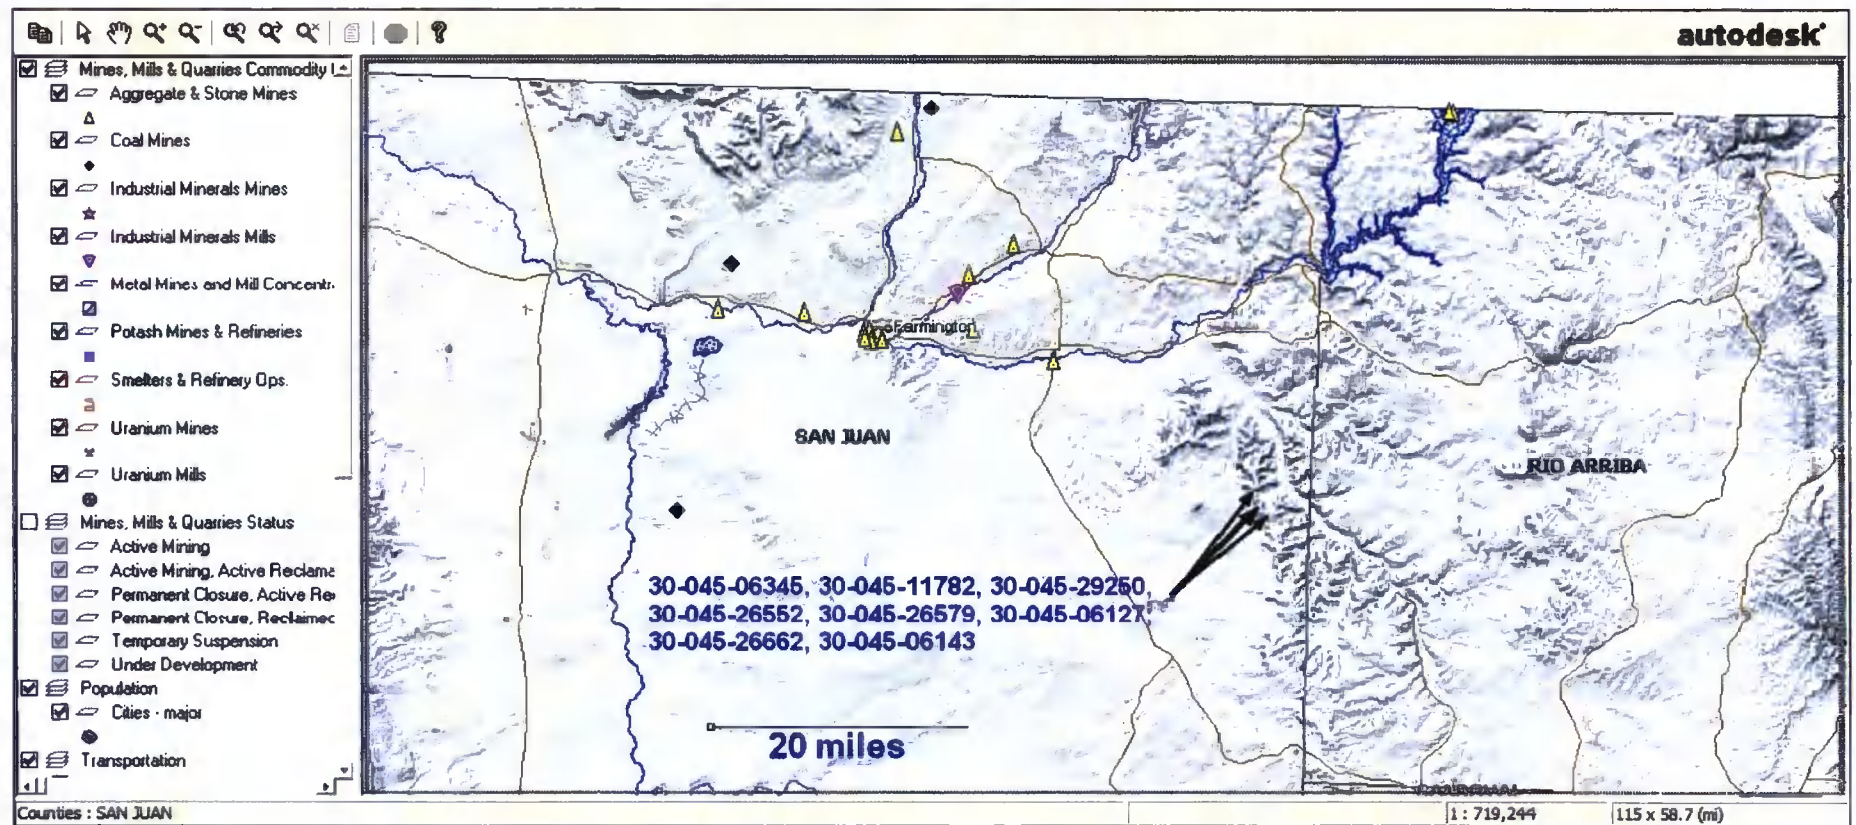 autodesk
Mines, Mills & Quarries Commodity
Aggregate & Stone Mines
Coal Mines
Industrial Minerals Mines
Industrial Minerals Mills
Metal Mines and Mill Concentr
Potash Mines & Refineries
Smelters & Refinery Ops.
Uranium Mines
Uranium Mills
Mines, Mills & Quarries Status
Active Mining
Active Mining, Active Reclama
Permanent Closure, Active Re
Permanent Closure, Reclaimed
Temporary Suspension
Under Development
Population
Cities - major
Transportation
Farmington
SAN JUAN
RIO ARRIBA
30-045-06345, 30-045-11782, 30-045-29250,
30-045-26552, 30-045-26579, 30-045-06127,
30-045-26662, 30-045-06143
20 miles
Counties : SAN JUAN
1 : 719,244
115 x 58.7 (mi)